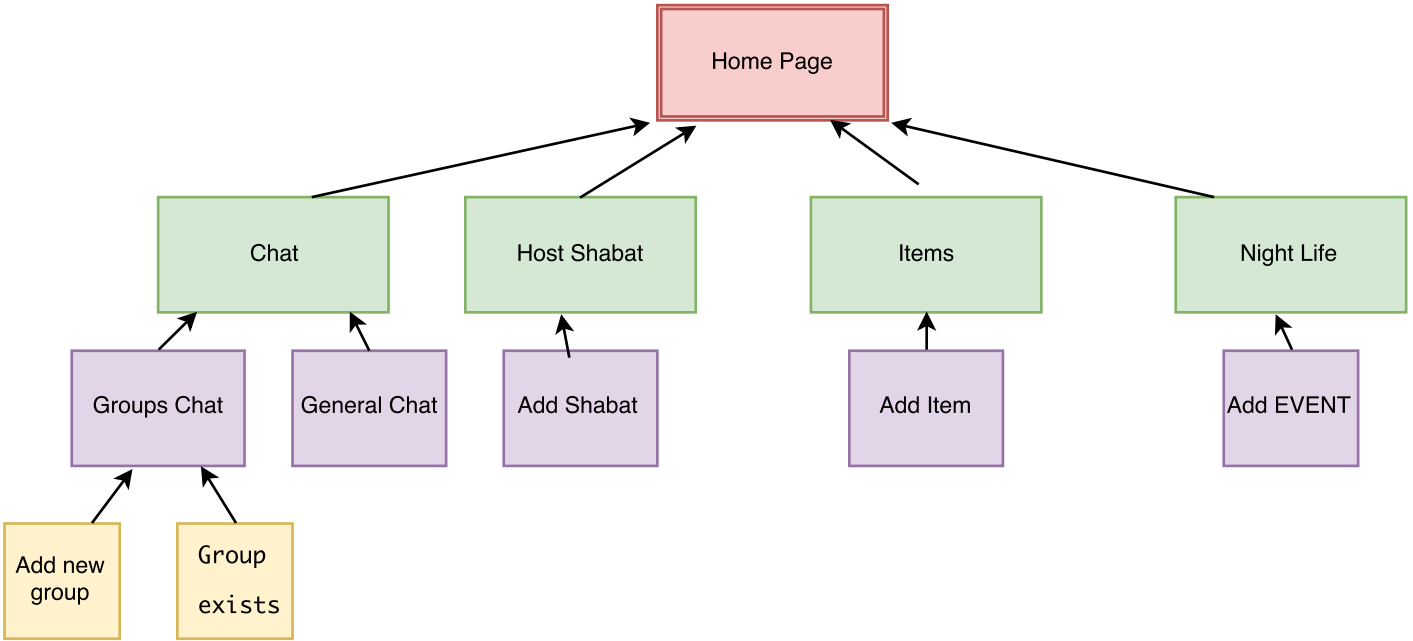 Home Page
Chat
Host Shabat
Items
Night Life
Groups Chat
General Chat
Add Shabat
Add Item
Add EVENT
Add new
group
Group
exists